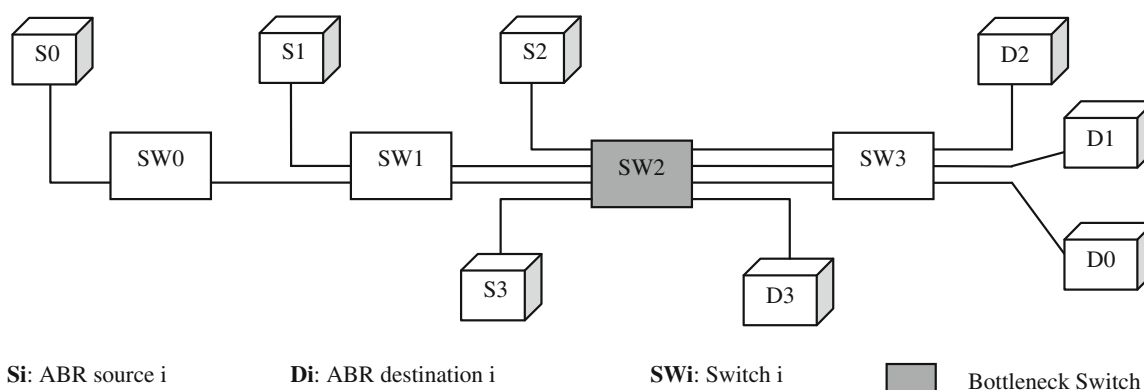 S0
S1
S2
D2
D1
SW0
SW1
SW2
SW3
D0
S3
D3
Si: ABR source i
Di: ABR destination i
SWi: Switch i
Bottleneck Switch